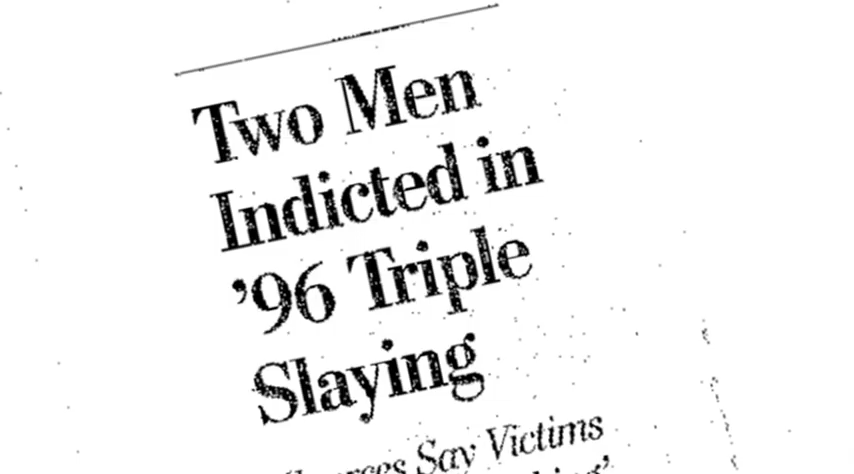 Two Men
Indicted in
’96 Triple
Slaying
Say Victims